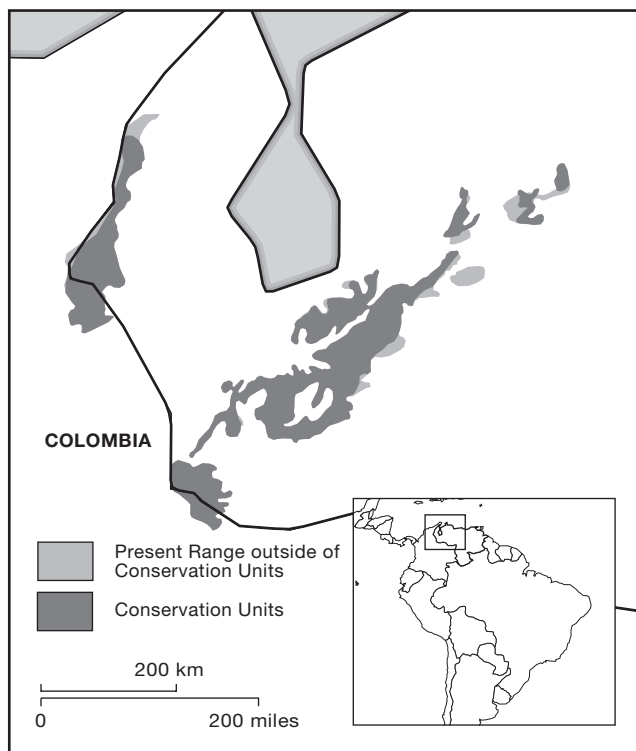 COLOMBIA
Present Range outside of
Conservation Units
Conservation Units
200 km
0
200 miles